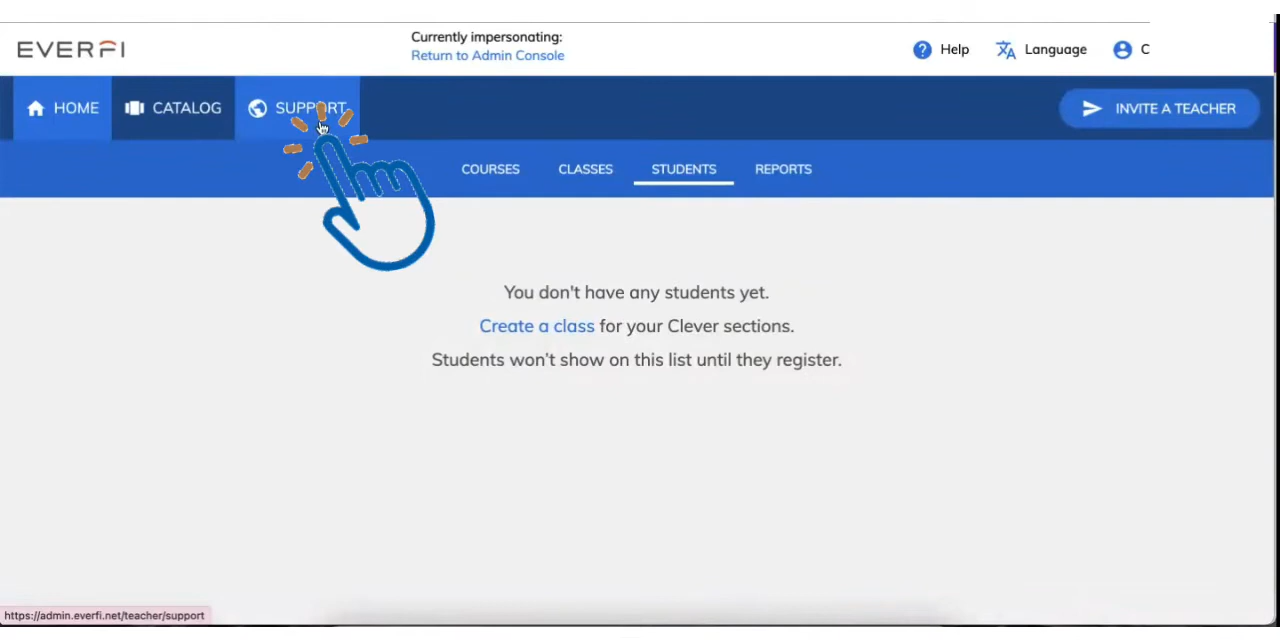 EVERFI
Currently impersonating:
Return to Admin Console
Help
Language
C
HOME
CATALOG
SUPPORT
INVITE A TEACHER
COURSES
CLASSES
STUDENTS
REPORTS
You don't have any students yet.
Create a class for your Clever sections.
Students won't show on this list until they register.
https://admin.everfi.net/teacher/support